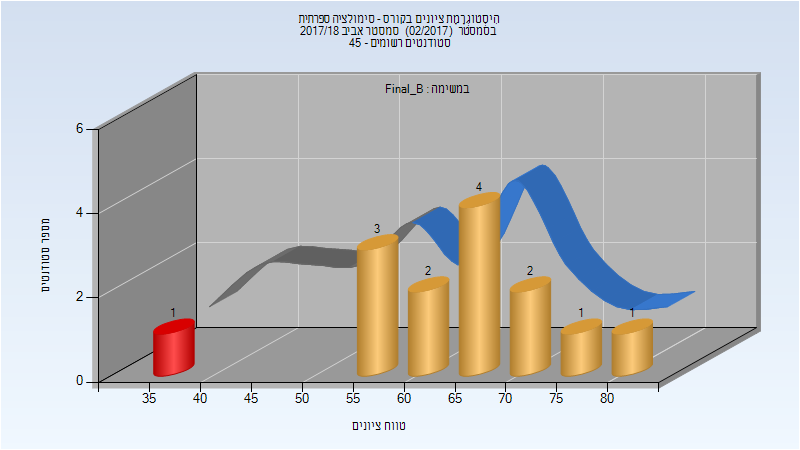 היסטוגרמת ציונים בקורס - סימולציה ספרתית
בסמסטר (02/2017) סמסטר אביב 2017/18
סטודנטים רשומים - 45
במשימה : Final_B
6
4
2
0
מספר סטודנטים
1
3
2
4
2
1
1
35 40 45 50 55 60 65 70 75 80
טווח ציונים